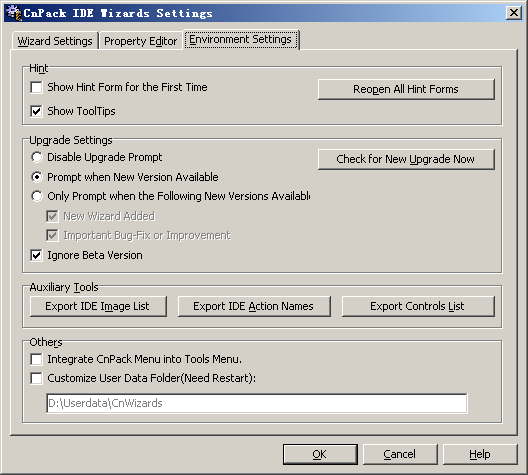 CnPack IDE Wizards Settings
Wizard Settings
Property Editor
Environment Settings
Hint
Show Hint Form for the First Time
Reopen All Hint Forms
Show ToolTips
Upgrade Settings
Disable Upgrade Prompt
Check for New Upgrade Now
Prompt when New Version Available
Only Prompt when the Following New Versions Available
New Wizard Added
Important Bug-Fix or Improvement
Ignore Beta Version
Auxiliary Tools
Export IDE Image List
Export IDE Action Names
Export Controls List
Others
Integrate CnPack Menu into Tools Menu.
Customize User Data Folder(Need Restart):
D:\Userdata\CnWizards
OK
Cancel
Help